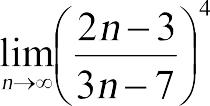 lim_{n→∞} ((2n − 3)/(3n − 7))^4